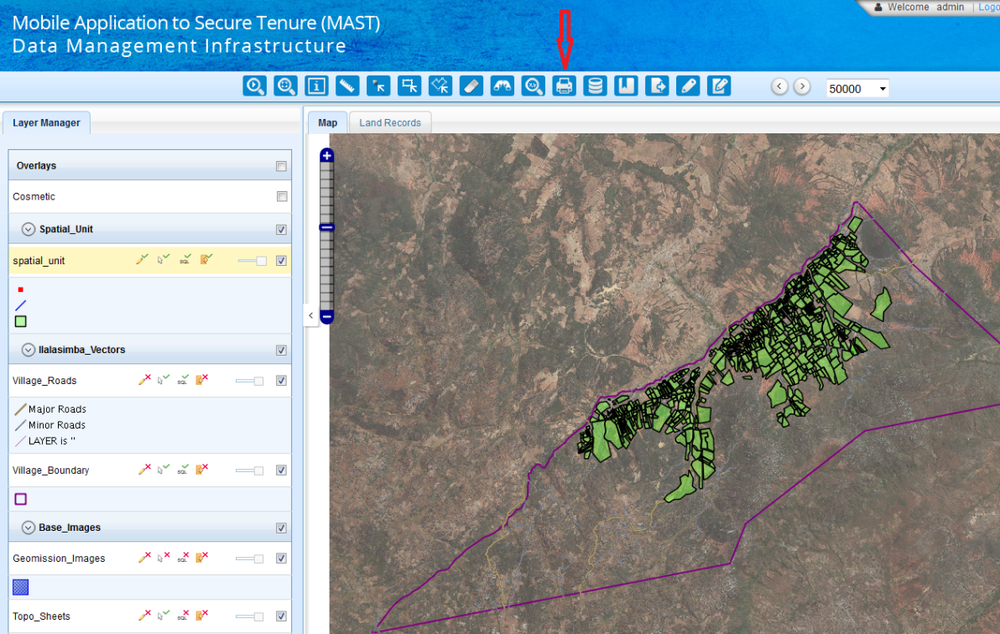 Mobile Application to Secure Tenure (MAST)
Data Management Infrastructure
Welcome admin | Logo
50000
Layer Manager
Map
Land Records
Overlays
Cosmetic
Spatial_Unit
spatial_unit
SQL
Ilalasimba_Vectors
Village_Roads
SQL
Major Roads
Minor Roads
LAYER is "
Village_Boundary
SQL
Base_Images
Geomission_Images
SQL
Topo_Sheets
SQL